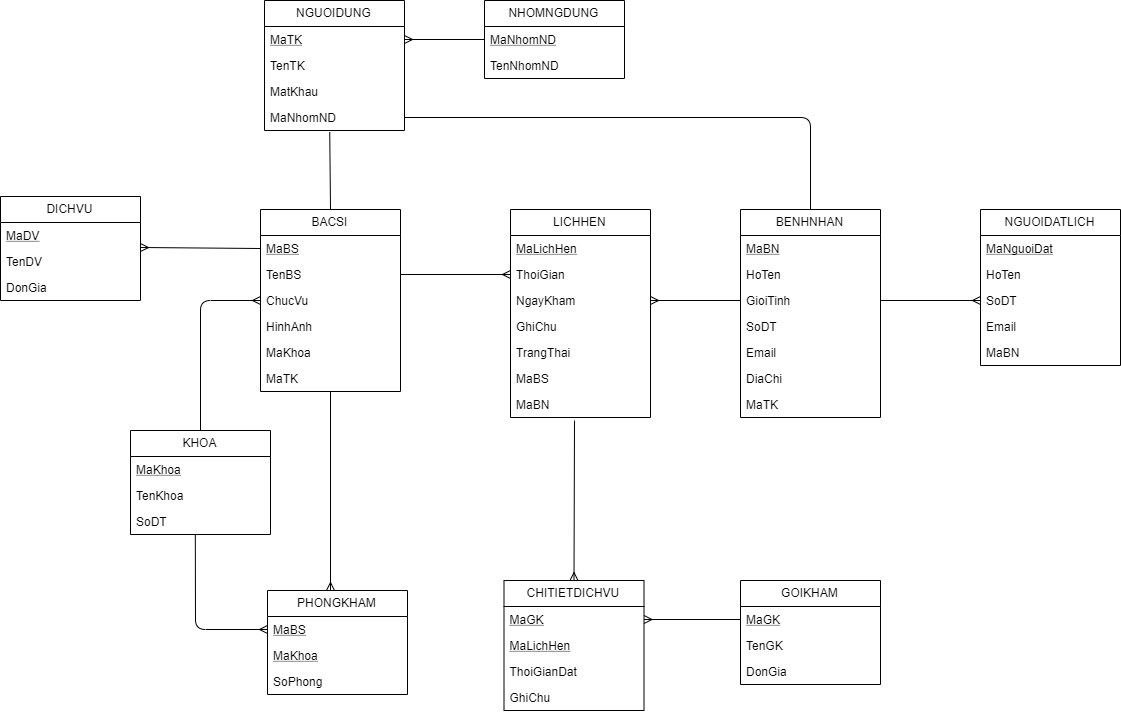 NGUOIDUNG
MaTK
TenTK
MatKhau
MaNhomND
NHOMNGDUNG
MaNhomND
TenNhomND
DICHVU
MaDV
TenDV
DonGia
BACSI
MaBS
TenBS
ChucVu
HinhAnh
MaKhoa
MaTK
LICHHEN
MaLichHen
ThoiGian
NgayKham
GhiChu
TrangThai
MaBS
MaBN
BENHNHAN
MaBN
HoTen
GioiTinh
SoDT
Email
DiaChi
MaTK
NGUOIDATLICH
MaNguoiDat
HoTen
SoDT
Email
MaBN
KHOA
MaKhoa
TenKhoa
SoDT
PHONGKHAM
MaBS
MaKhoa
SoPhong
CHITIETDICHVU
MaGK
MaLichHen
ThoiGianDat
GhiChu
GOIKHAM
MaGK
TenGK
DonGia